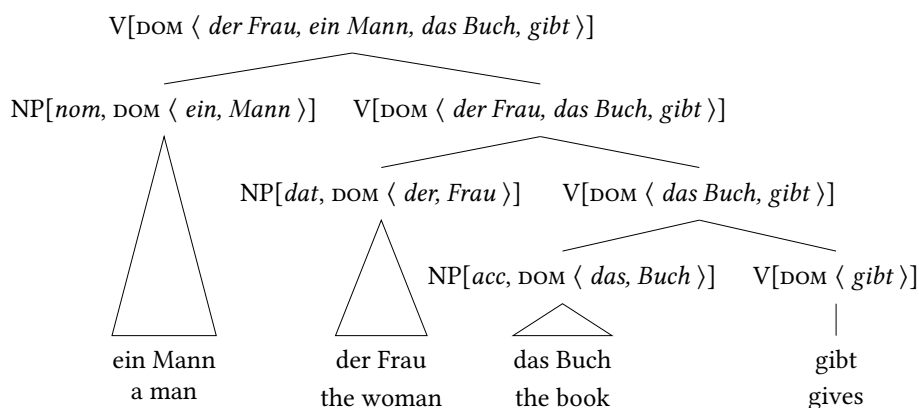 V[DOM ⟨ der Frau, ein Mann, das Buch, gibt ⟩]
NP[nom, DOM ⟨ ein, Mann ⟩] V[DOM ⟨ der Frau, das Buch, gibt ⟩]
NP[dat, DOM ⟨ der, Frau ⟩] V[DOM ⟨ das Buch, gibt ⟩]
NP[acc, DOM ⟨ das, Buch ⟩] V[DOM ⟨ gibt ⟩]
ein Mann der Frau das Buch gibt
a man the woman the book gives